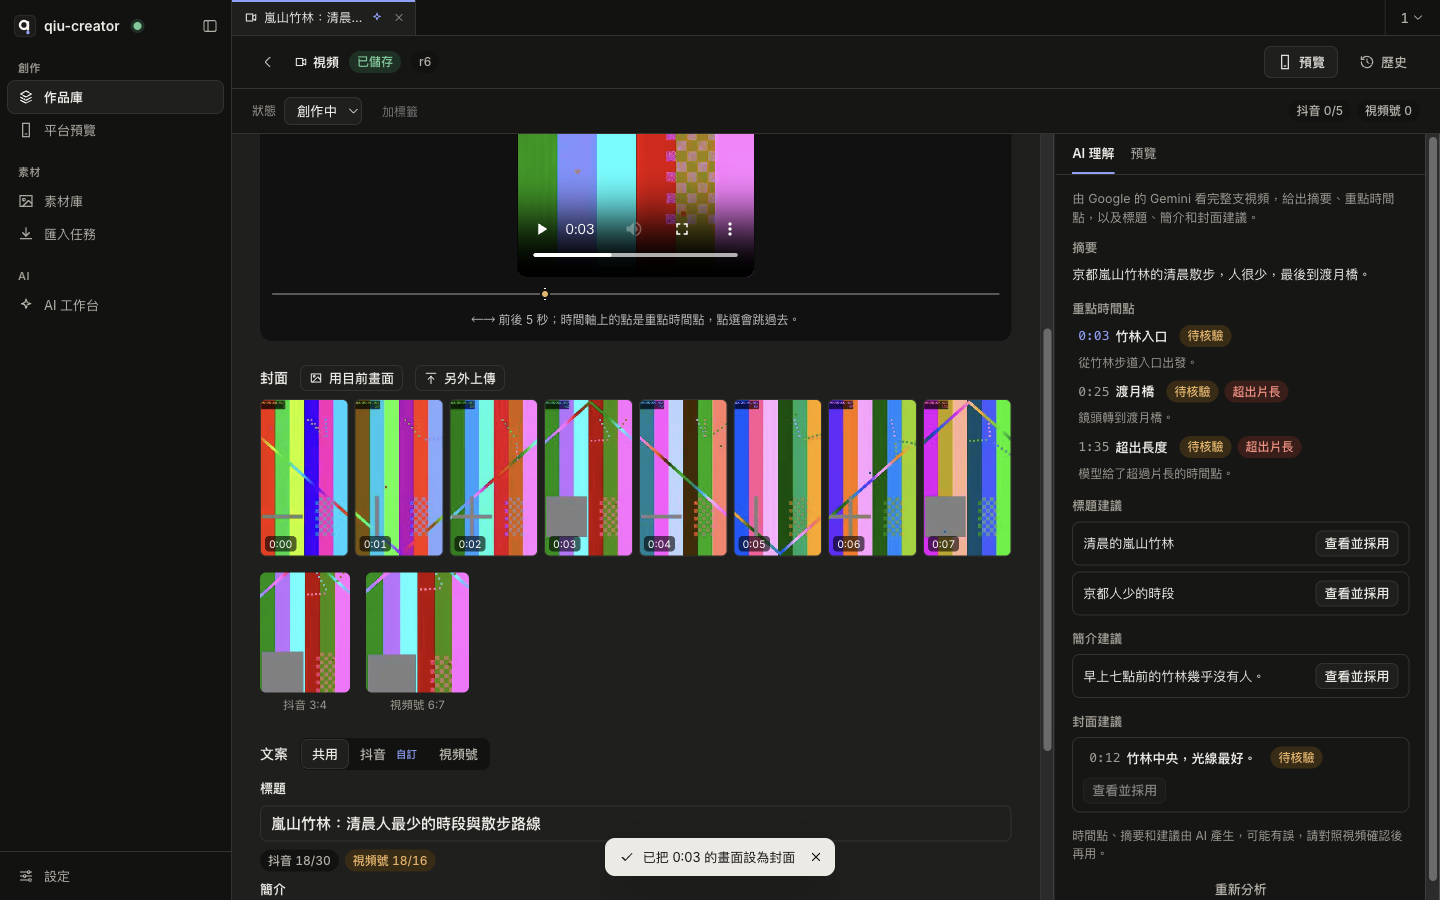 qiu-creator
創作
作品庫
平台預覽
素材
素材庫
匯入任務
AI
AI 工作台
設定
嵐山竹林：清晨...
1
視頻
已儲存
r6
預覽
歷史
狀態
創作中
加標籤
抖音 0/5
視頻號 0
0:03
←→ 前後 5 秒；時間軸上的點是重點時間點，點選會跳過去。
封面
用目前畫面
另外上傳
0:00
0:01
0:02
0:03
0:04
0:05
0:06
0:07
抖音 3:4
視頻號 6:7
文案
共用
抖音 自訂
視頻號
標題
嵐山竹林：清晨人最少的時段與散步路線
抖音 18/30
視頻號 18/16
簡介
已把 0:03 的畫面設為封面
AI 理解
預覽
由 Google 的 Gemini 看完整支視頻，給出摘要、重點時間
點，以及標題、簡介和封面建議。
摘要
京都嵐山竹林的清晨散步，人很少，最後到渡月橋。
重點時間點
0:03 竹林入口 待核驗
從竹林步道入口出發。
0:25 渡月橋 待核驗 超出片長
鏡頭轉到渡月橋。
1:35 超出長度 待核驗 超出片長
模型給了超過片長的時間點。
標題建議
清晨的嵐山竹林 查看並採用
京都人少的時段 查看並採用
簡介建議
早上七點前的竹林幾乎沒有人。 查看並採用
封面建議
0:12 竹林中央，光線最好。 待核驗
查看並採用
時間點、摘要和建議由 AI 產生，可能有誤，請對照視頻確認後
再用。
重新分析